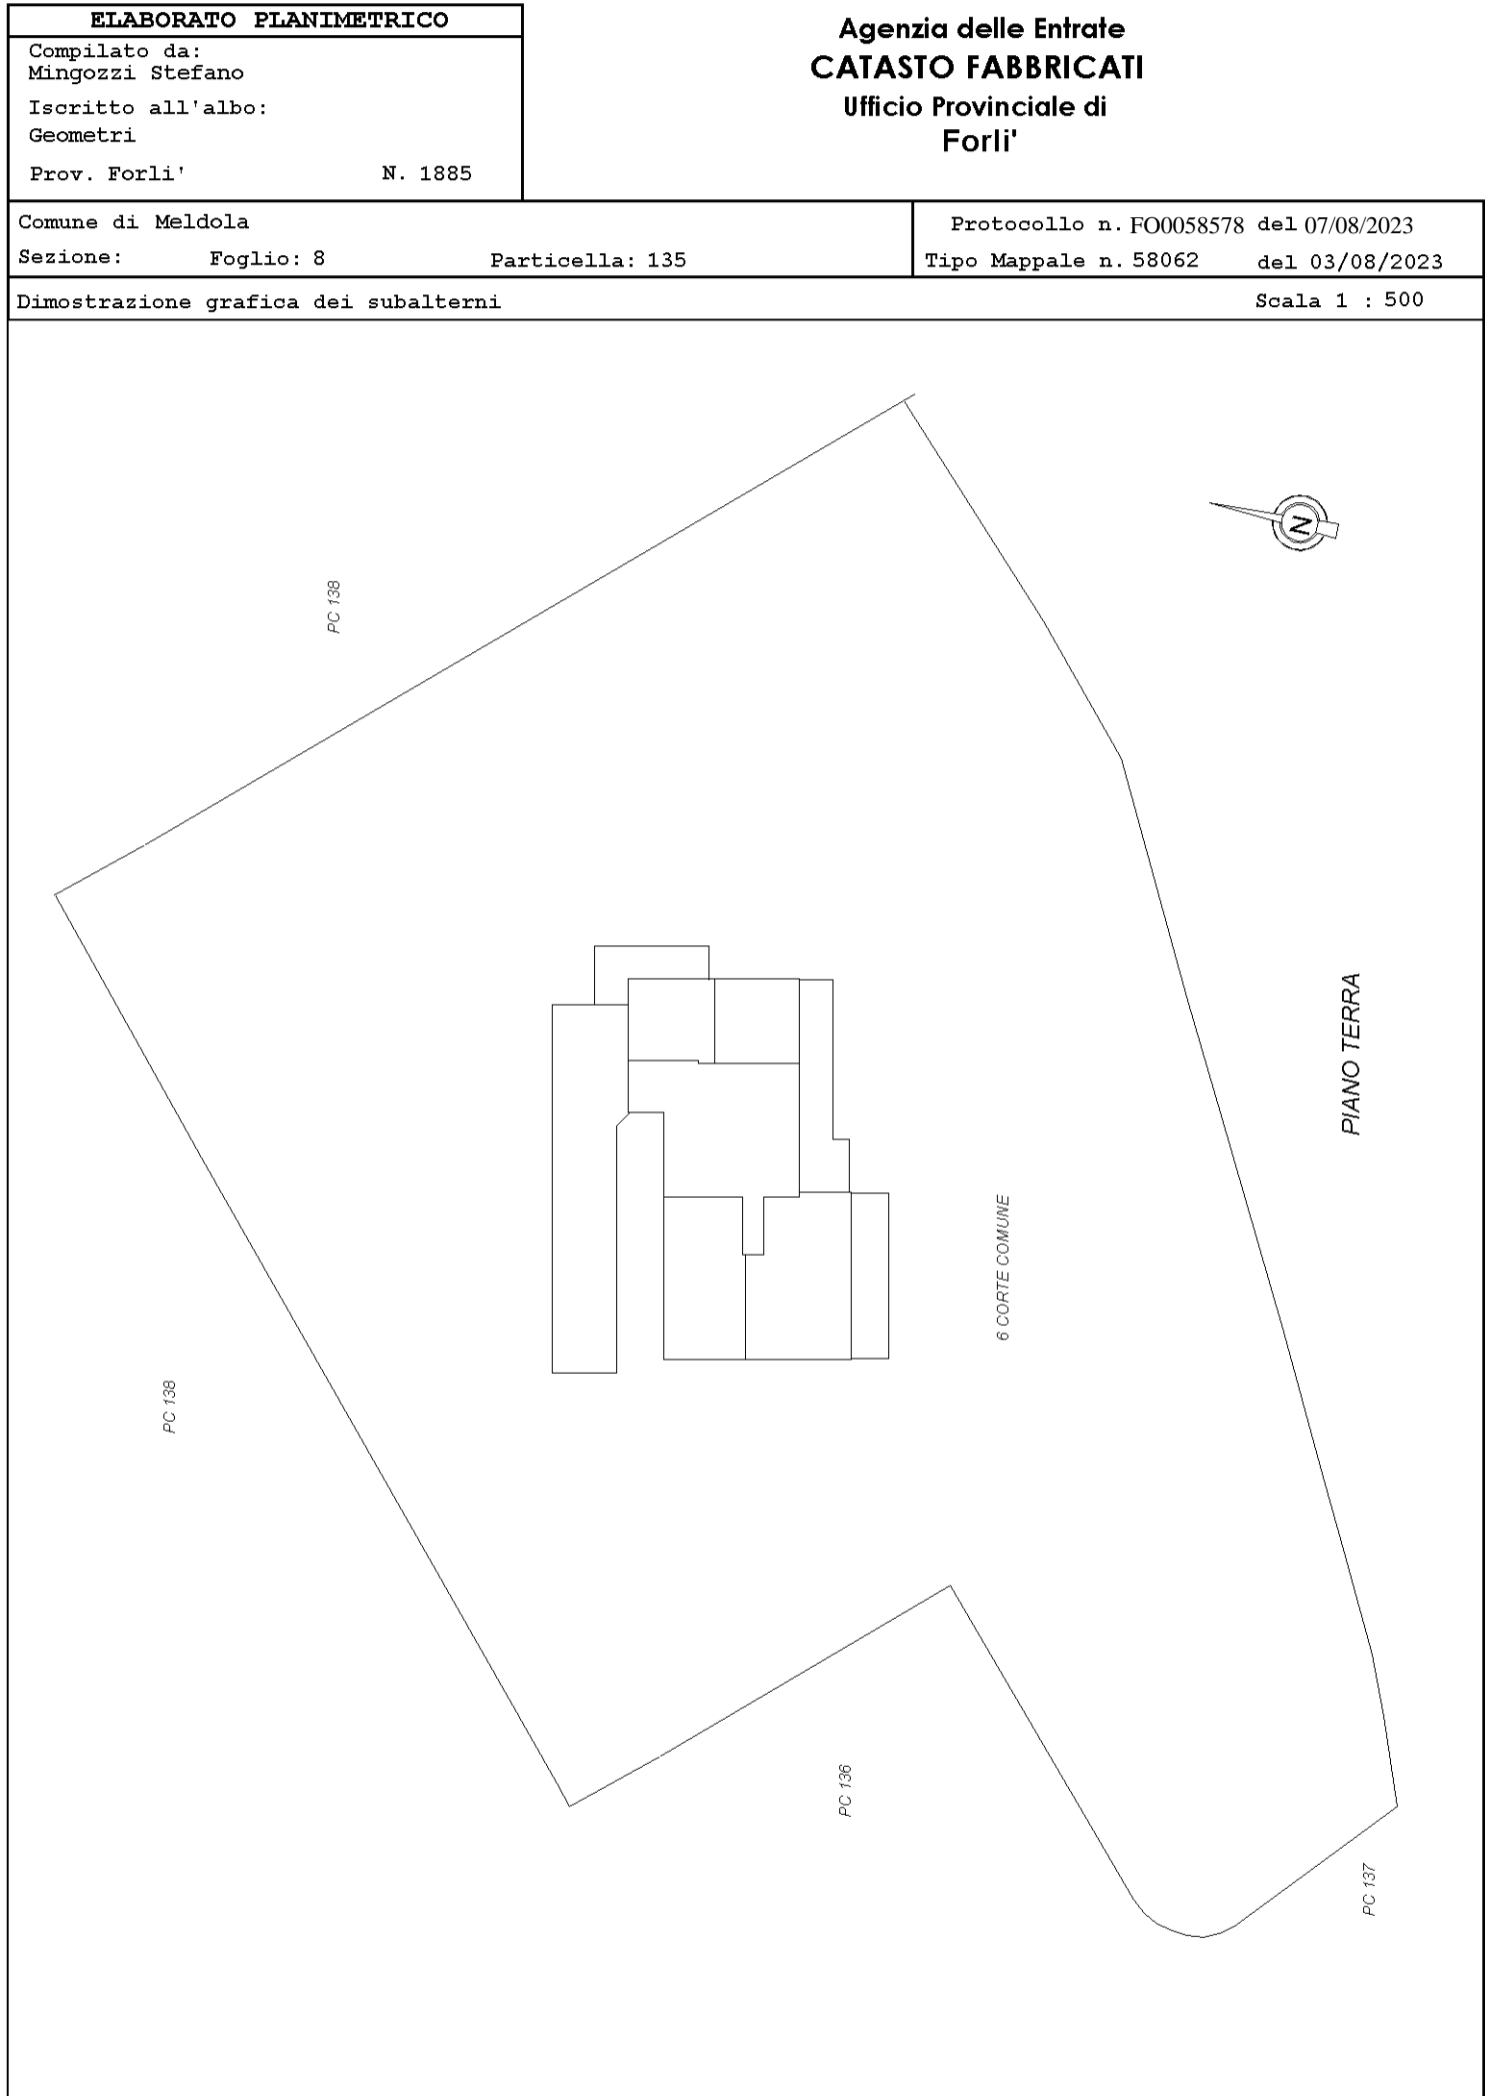 ELABORATO PLANIMETRICO
Compilato da:
Mingozzi Stefano
Iscritto all'albo:
Geometri
Prov. Forli' N. 1885
Agenzia delle Entrate
CATASTO FABBRICATI
Ufficio Provinciale di
Forli'
Comune di Meldola
Sezione: Foglio: 8 Particella: 135
Protocollo n. FO0058578 del 07/08/2023
Tipo Mappale n. 58062 del 03/08/2023
Dimostrazione grafica dei subalterni Scala 1 : 500
N
PC 138
PIANO TERRA
6 CORTE COMUNE
PC 138
PC 136
PC 137